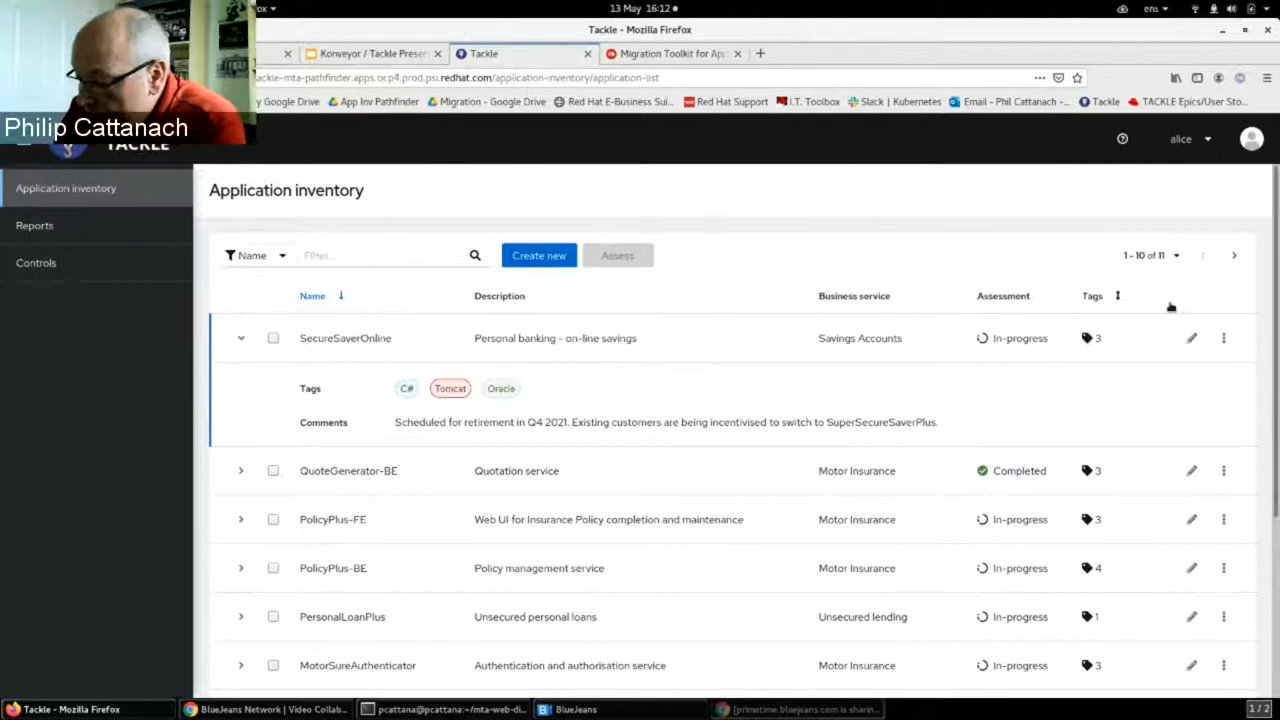 ox
13 May 16:12
en1
Tackle - Mozilla Firefox
Konveyor / Tackle Prese
Tackle
Migration Toolkit for Ap
ackle-mta-pathfinder.apps.ocp4.prod.psi.redhat.com/application-inventory/application-list
y Google Drive
App Inv Pathfinder
Migration - Google Drive
Red Hat E-Business Sui...
Red Hat Support
I.T. Toolbox
Slack | Kubernetes
Email - Phil Cattanach -...
Tackle
TACKLE Epics/User Sto...
Philip Cattanach
TACKLE
alice
Application inventory
Reports
Controls
Application inventory
Name
Filter...
Create new
Assess
1 - 10 of 11
Name
Description
Business service
Assessment
Tags
SecureSaverOnline
Personal banking - on-line savings
Savings Accounts
In-progress
3
Tags
C#
Tomcat
Oracle
Comments
Scheduled for retirement in Q4 2021. Existing customers are being incentivised to switch to SuperSecureSaverPlus.
QuoteGenerator-BE
Quotation service
Motor Insurance
Completed
3
PolicyPlus-FE
Web UI for Insurance Policy completion and maintenance
Motor Insurance
In-progress
3
PolicyPlus-BE
Policy management service
Motor Insurance
In-progress
4
PersonalLoanPlus
Unsecured personal loans
Unsecured lending
In-progress
1
MotorSureAuthenticator
Authentication and authorisation service
Motor Insurance
In-progress
3
Tackle - Mozilla Firefox
BlueJeans Network | Video Collab...
pcattana@pcattana:~/mta-web-di...
BlueJeans
[primetime.bluejeans.com is sharin...
1 / 2